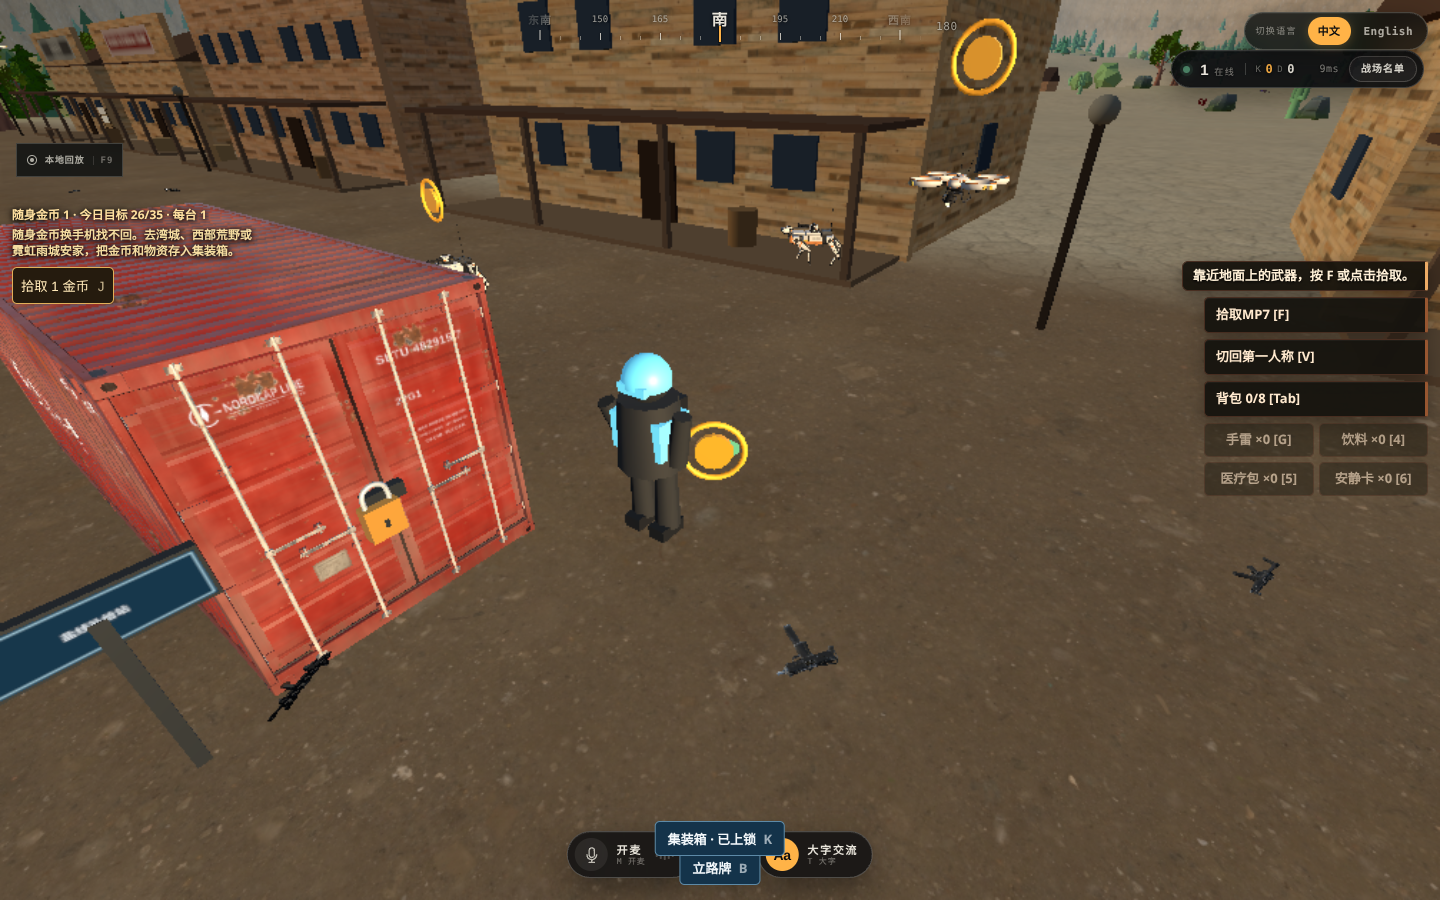 东南 150 165 南 195 210 西南 180
切换语言 中文 English
1 在线 K 0 D 0 9ms 战场名单
本地回放 F9
随身金币 1 · 今日目标 26/35 · 每台 1
随身金币换手机找不回。去湾城、西部荒野或
霓虹雨城安家，把金币和物资存入集装箱。
拾取 1 金币 J
靠近地面上的武器，按 F 或点击拾取。
拾取MP7 [F]
切回第一人称 [V]
背包 0/8 [Tab]
手雷 ×0 [G] 饮料 ×0 [4]
医疗包 ×0 [5] 安静卡 ×0 [6]
NORDKAP LINE
22G1
开麦
M 开麦
集装箱 · 已上锁 K
立路牌 B
Aa
大字交流
T 大字